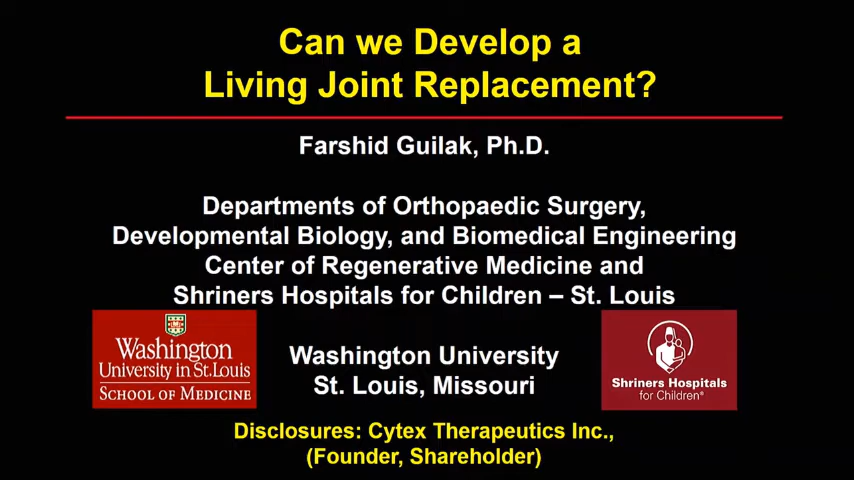 Can we Develop a
Living Joint Replacement?
Farshid Guilak, Ph.D.
Departments of Orthopaedic Surgery,
Developmental Biology, and Biomedical Engineering
Center of Regenerative Medicine and
Shriners Hospitals for Children – St. Louis
Washington
University in St. Louis
SCHOOL OF MEDICINE
Washington University
St. Louis, Missouri
Shriners Hospitals
for Children®
Disclosures: Cytex Therapeutics Inc.,
(Founder, Shareholder)